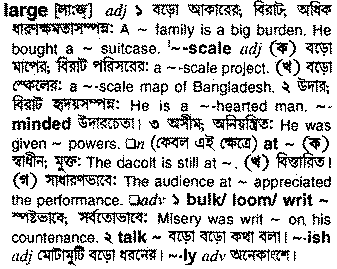 large [লা:জ্] adj ১ বড়ো আকারের; বিরাট, অধিক
ধারণক্ষমতাসম্পন্ন: A ~ family is a big burden. He
bought a ~ suitcase. ˈ~-scale adj (ক) বড়ো
মাপের; বিরাট পরিসরের: a ~-scale project. (খ) বড়ো
স্কেলের: a ~-scale map of Bangladesh. ২ উদার;
বিরাট হৃদয়সম্পন্ন: He is a ~-hearted man. ~-
minded উদারচেতা। ৩ অসীম; অনিয়ন্ত্রিত: He was
given ~ powers. □n (কেবল এই ক্ষেত্রে) at ~ (ক)
স্বাধীন; মুক্ত: The dacoit is still at ~. (খ) বিস্তারিত।
(গ) সাধারণভাবে: The audience at ~ appreciated
the performance. □adv ১ bulk/ loom/ writ ~
স্পষ্টভাবে; সর্বতোভাবে: Misery was writ ~ on his
countenance. ২ talk ~ বড়ো বড়ো কথা বলা। ~-ish
adj মোটামুটি বড়ো ধরনের। ~-ly adv অনেকাংশে।